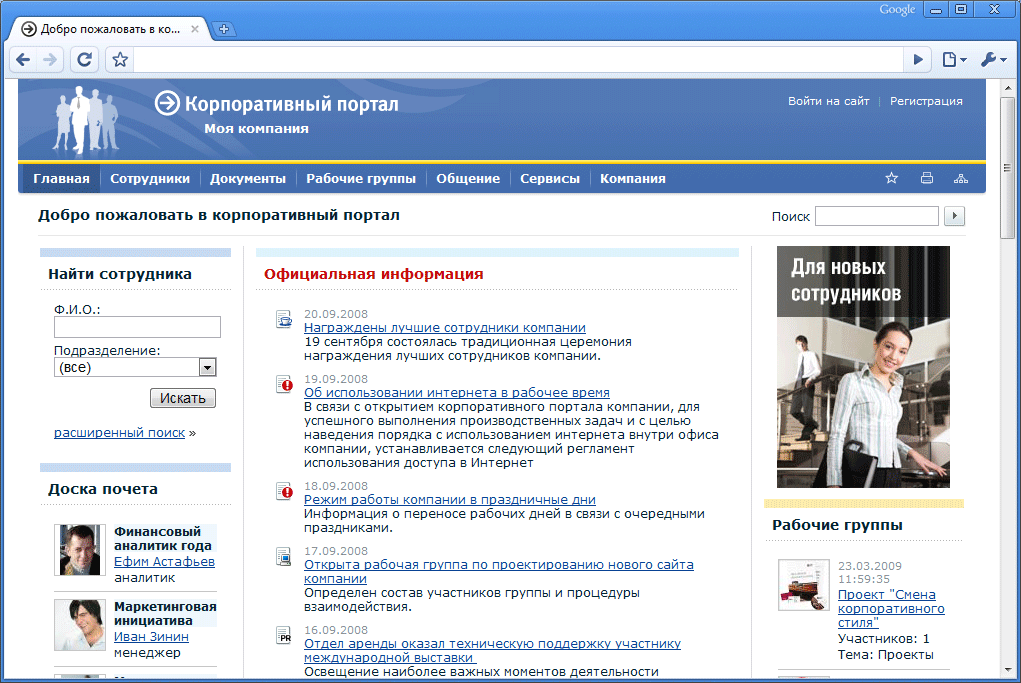 Google
Добро пожаловать в ко...
Корпоративный портал
Моя компания
Войти на сайт | Регистрация
Главная
Сотрудники
Документы
Рабочие группы
Общение
Сервисы
Компания
Добро пожаловать в корпоративный портал
Поиск
Найти сотрудника
Ф.И.О.:
Подразделение:
(все)
Искать
расширенный поиск »
Доска почета
Финансовый
аналитик года
Ефим Астафьев
аналитик
Маркетинговая
инициатива
Иван Зинин
менеджер
Официальная информация
20.09.2008
Награждены лучшие сотрудники компании
19 сентября состоялась традиционная церемония
награждения лучших сотрудников компании.
19.09.2008
Об использовании интернета в рабочее время
В связи с открытием корпоративного портала компании, для
успешного выполнения производственных задач и с целью
наведения порядка с использованием интернета внутри офиса
компании, устанавливается следующий регламент
использования доступа в Интернет
18.09.2008
Режим работы компании в праздничные дни
Информация о переносе рабочих дней в связи с очередными
праздниками.
17.09.2008
Открыта рабочая группа по проектированию нового сайта
компании
Определен состав участников группы и процедуры
взаимодействия.
PR
16.09.2008
Отдел аренды оказал техническую поддержку участнику
международной выставки
Освещение наиболее важных моментов деятельности
Для новых
сотрудников
Рабочие группы
23.03.2009
11:59:35
Проект "Смена
корпоративного
стиля"
Участников: 1
Тема: Проекты